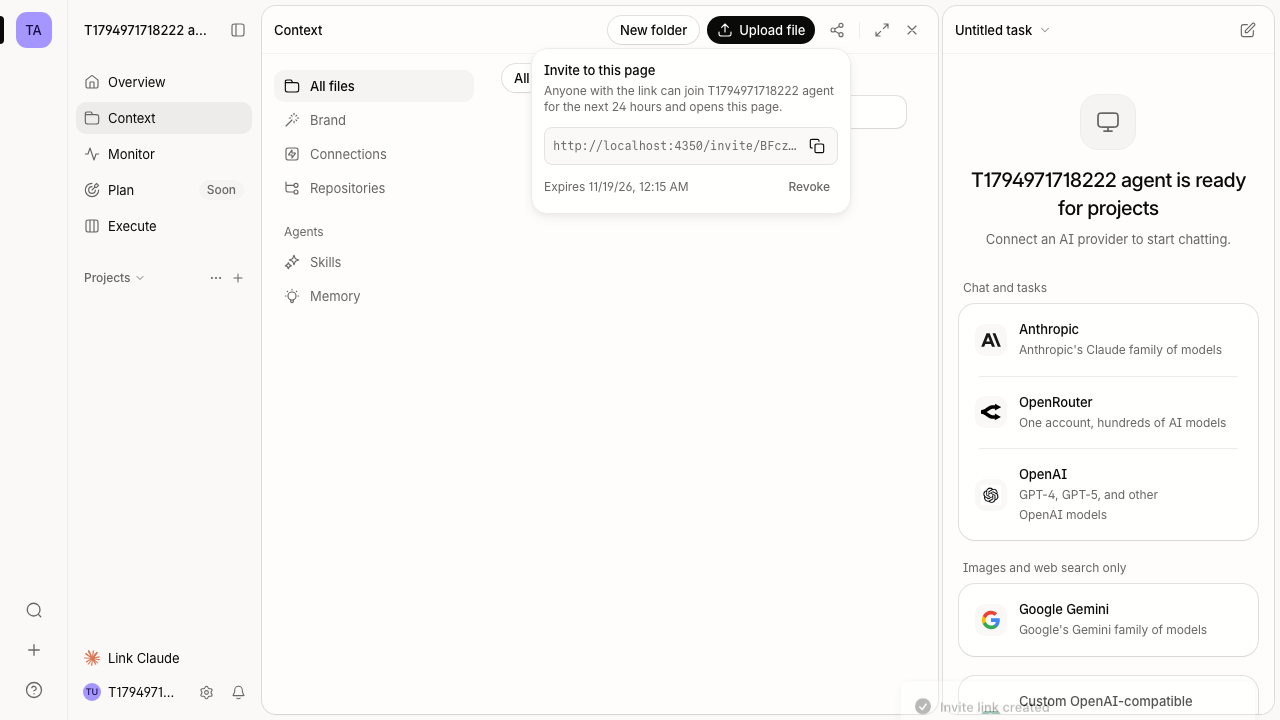 TA
T1794971718222 a...
Overview
Context
Monitor
Plan
Soon
Execute
Projects
Link Claude
TU
T1794971...
Context
New folder
Upload file
All files
Brand
Connections
Repositories
Agents
Skills
Memory
All
Invite to this page
Anyone with the link can join T1794971718222 agent
for the next 24 hours and opens this page.
http://localhost:4350/invite/BFcz…
Expires 11/19/26, 12:15 AM
Revoke
Untitled task
T1794971718222 agent is ready
for projects
Connect an AI provider to start chatting.
Chat and tasks
Anthropic
Anthropic's Claude family of models
OpenRouter
One account, hundreds of AI models
OpenAI
GPT-4, GPT-5, and other
OpenAI models
Images and web search only
Google Gemini
Google's Gemini family of models
Custom OpenAI-compatible
Invite link created